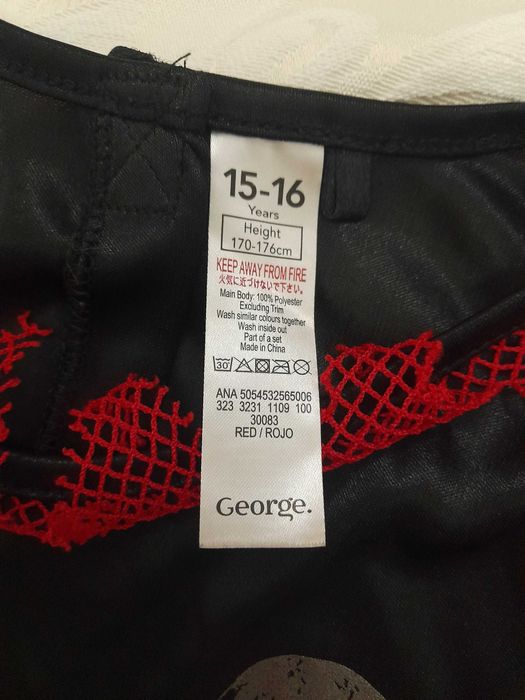 15-16
Years
Height
170-176cm
KEEP AWAY FROM FIRE
火気に近づけないで下さい。
Main Body: 100% Polyester
Excluding Trim
Wash similar colours together
Wash inside out
Part of a set
Made in China
30
ANA 5054532565006
323 3231 1109 100
30083
RED / ROJO
George.